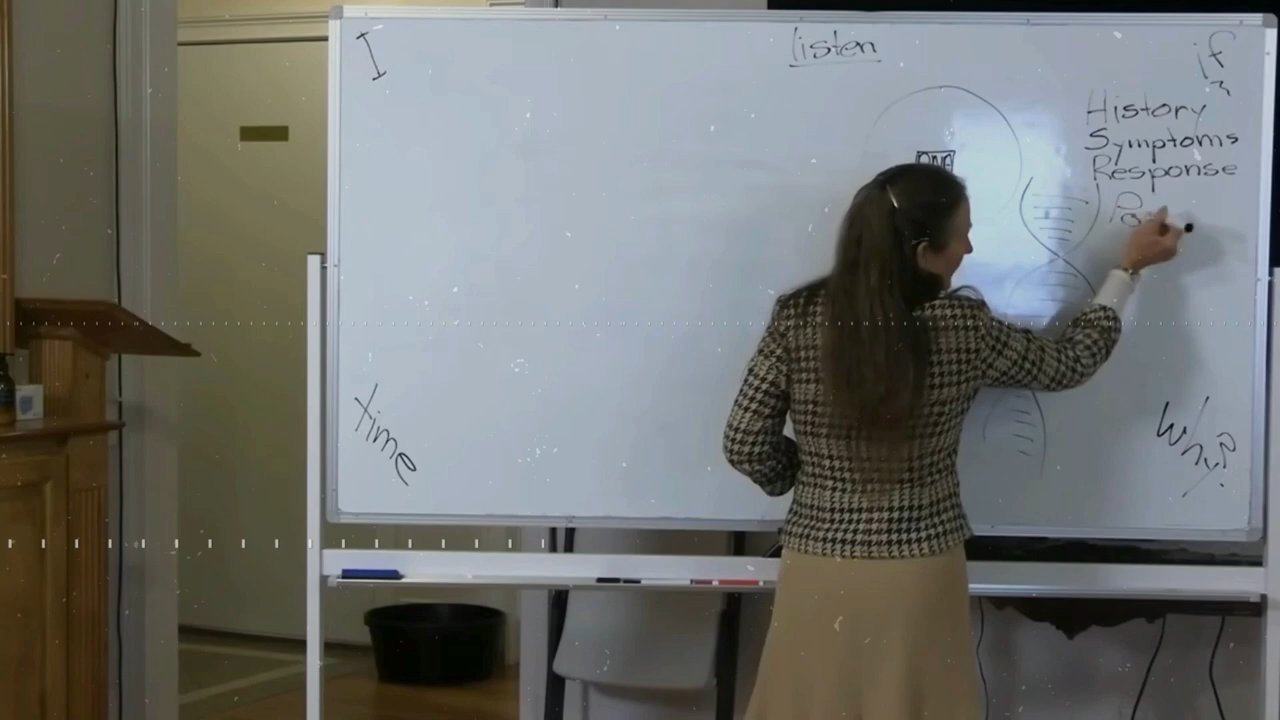 I
listen
if
History
Symptoms
Response
time
Why?